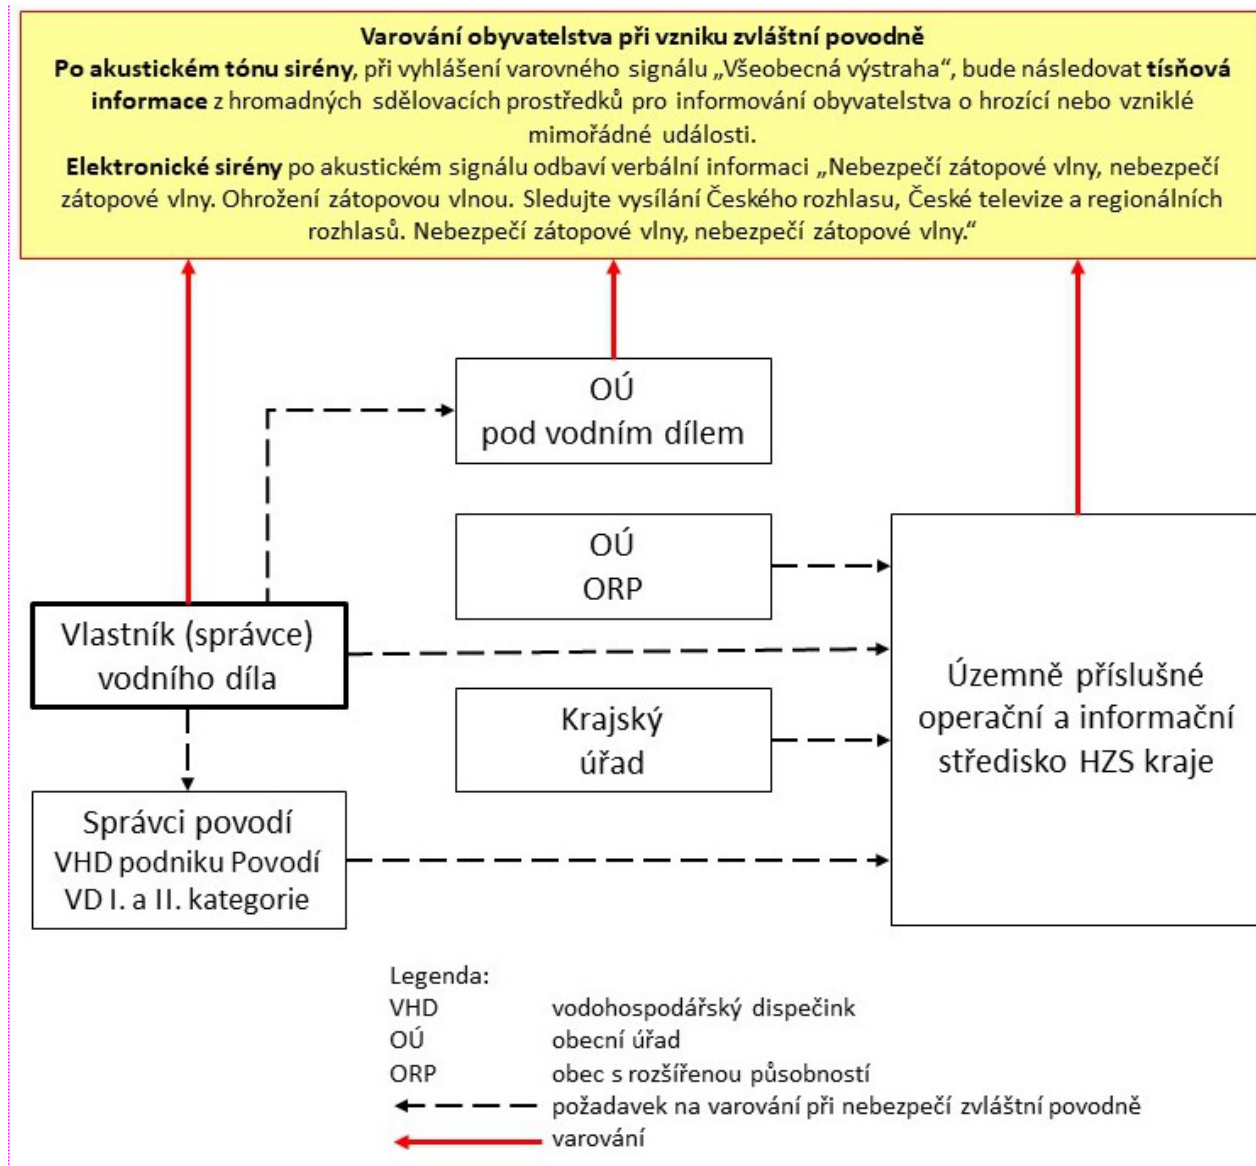 Varování obyvatelstva při vzniku zvláštní povodně
Po akustickém tónu sirény, při vyhlášení varovného signálu „Všeobecná výstraha“, bude následovat tísňová
informace z hromadných sdělovacích prostředků pro informování obyvatelstva o hrozící nebo vzniklé
mimořádné události.
Elektronické sirény po akustickém signálu odbaví verbální informaci „Nebezpečí zátopové vlny, nebezpečí
zátopové vlny. Ohrožení zátopovou vlnou. Sledujte vysílání Českého rozhlasu, České televize a regionálních
rozhlasů. Nebezpečí zátopové vlny, nebezpečí zátopové vlny.“
OÚ
pod vodním dílem
OÚ
ORP
Vlastník (správce)
vodního díla
Krajský
úřad
Územně příslušné
operační a informační
středisko HZS kraje
Správci povodí
VHD podniku Povodí
VD I. a II. kategorie
Legenda:
VHD vodohospodářský dispečink
OÚ obecní úřad
ORP obec s rozšířenou působností
požadavek na varování při nebezpečí zvláštní povodně
varování